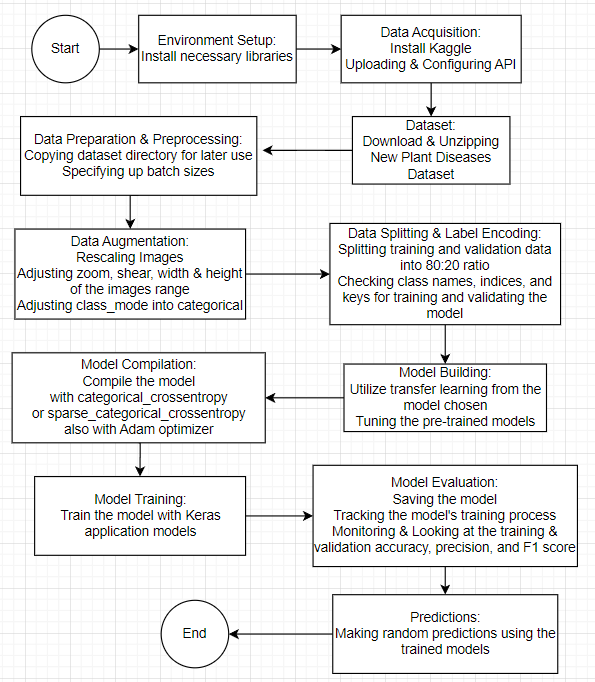 Start
Environment Setup:
Install necessary libraries
Data Acquisition:
Install Kaggle
Uploading & Configuring API
Dataset:
Download & Unzipping
New Plant Diseases
Dataset
Data Preparation & Preprocessing:
Copying dataset directory for later use
Specifying up batch sizes
Data Augmentation:
Rescaling Images
Adjusting zoom, shear, width & height
of the images range
Adjusting class_mode into categorical
Data Splitting & Label Encoding:
Splitting training and validation data
into 80:20 ratio
Checking class names, indices, and
keys for training and validating the
model
Model Building:
Utilize transfer learning from the
model chosen
Tuning the pre-trained models
Model Compilation:
Compile the model
with categorical_crossentropy
or sparse_categorical_crossentropy
also with Adam optimizer
Model Training:
Train the model with Keras
application models
Model Evaluation:
Saving the model
Tracking the model's training process
Monitoring & Looking at the training &
validation accuracy, precision, and F1 score
Predictions:
Making random predictions using the
trained models
End